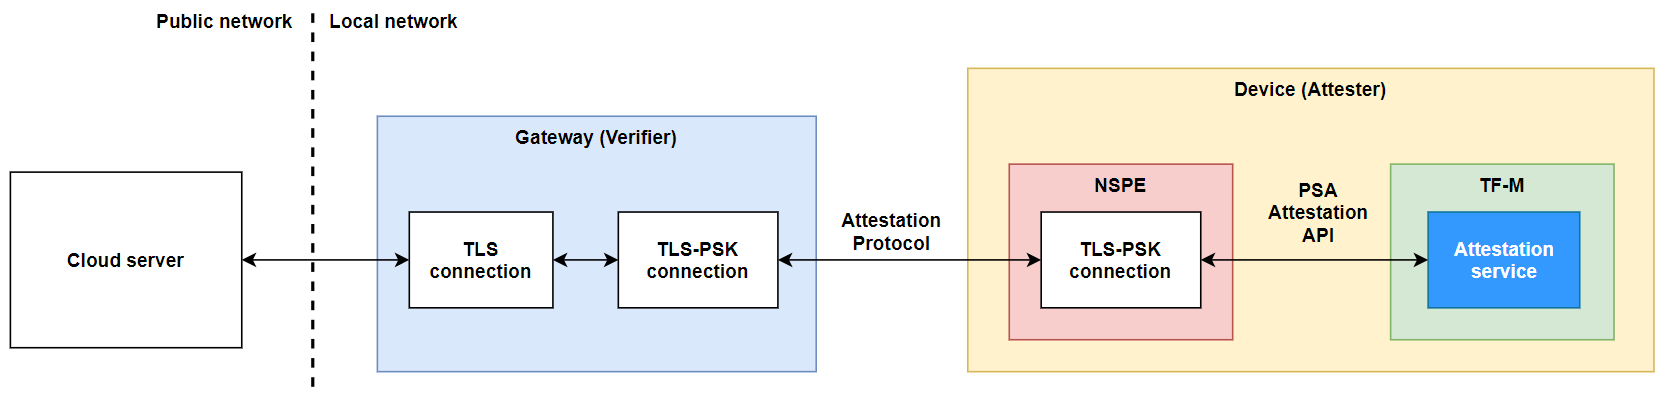 Public network
Local network
Device (Attester)
Gateway (Verifier)
NSPE
PSA
Attestation
API
TF-M
Attestation
Protocol
Cloud server
TLS
connection
TLS-PSK
connection
TLS-PSK
connection
Attestation
service